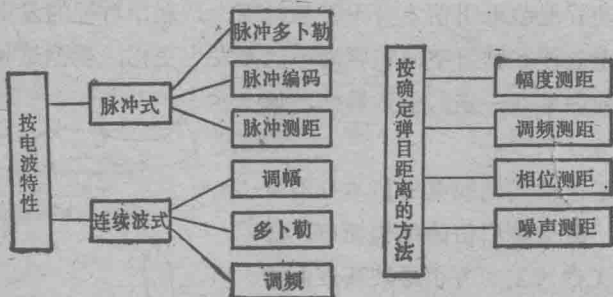 按电波特性
脉冲式
脉冲多卜勒
脉冲编码
脉冲测距
连续波式
调幅
多卜勒
调频
按确定弹目距离的方法
幅度测距
调频测距
相位测距
噪声测距